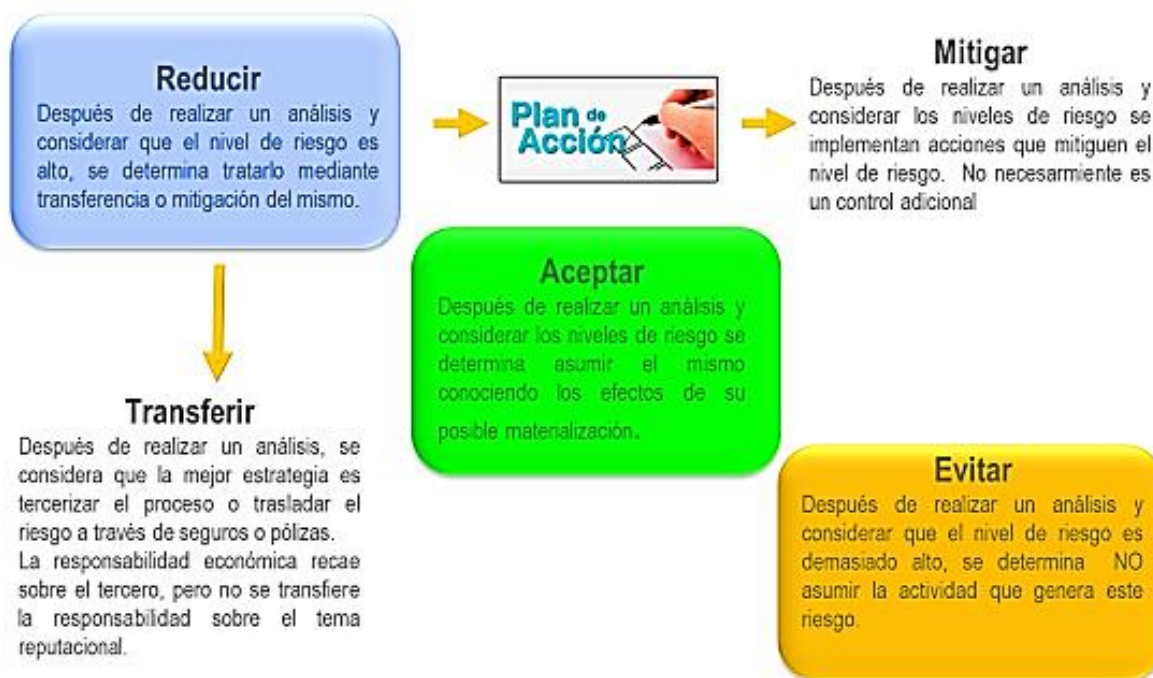 Reducir
Después de realizar un análisis y
considerar que el nivel de riesgo es
alto, se determina tratarlo mediante
transferencia o mitigación del mismo.
Plan de
Acción
Mitigar
Después de realizar un análisis y
considerar los niveles de riesgo se
implementan acciones que mitiguen el
nivel de riesgo. No necesarmiente es
un control adicional
Aceptar
Después de realizar un análisis y
considerar los niveles de riesgo se
determina asumir el mismo
conociendo los efectos de su
posible materialización.
Transferir
Después de realizar un análisis, se
considera que la mejor estrategia es
tercerizar el proceso o trasladar el
riesgo a través de seguros o pólizas.
La responsabilidad económica recae
sobre el tercero, pero no se transfiere
la responsabilidad sobre el tema
reputacional.
Evitar
Después de realizar un análisis y
considerar que el nivel de riesgo es
demasiado alto, se determina NO
asumir la actividad que genera este
riesgo.